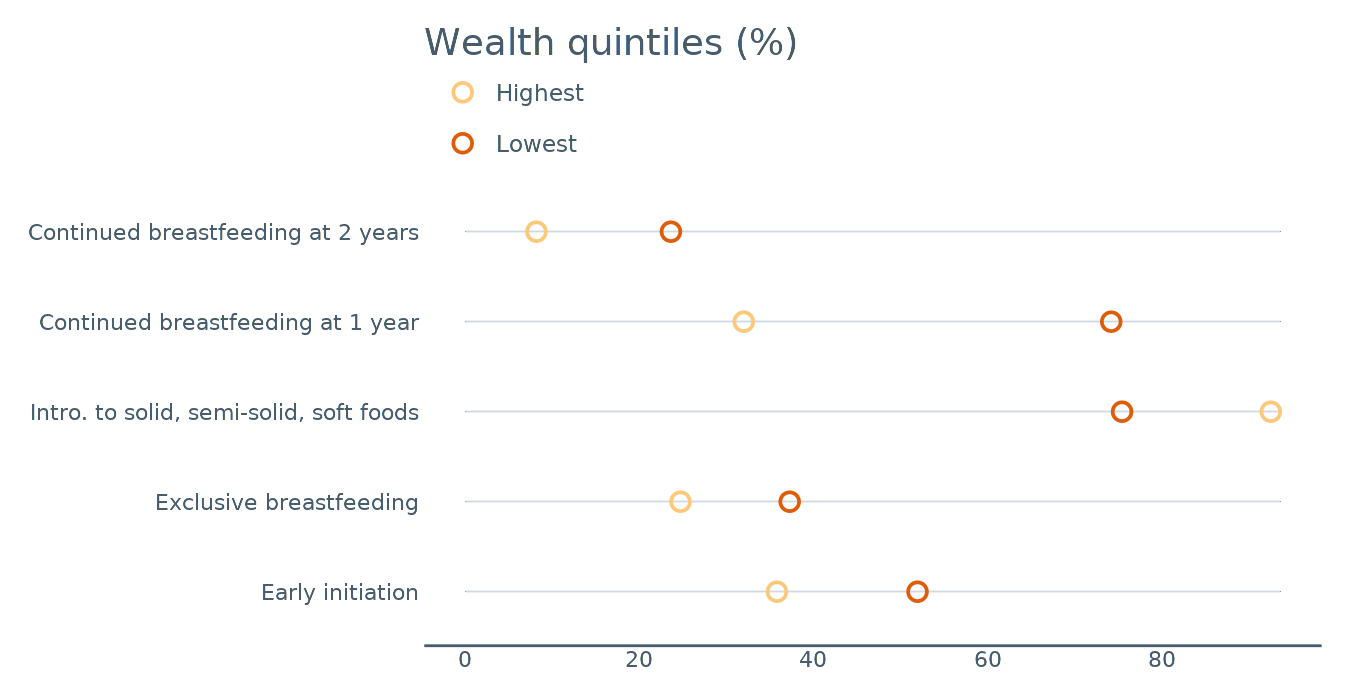 Wealth quintiles (%)
Highest
Lowest
Continued breastfeeding at 2 years
Continued breastfeeding at 1 year
Intro. to solid, semi-solid, soft foods
Exclusive breastfeeding
Early initiation
0 20 40 60 80